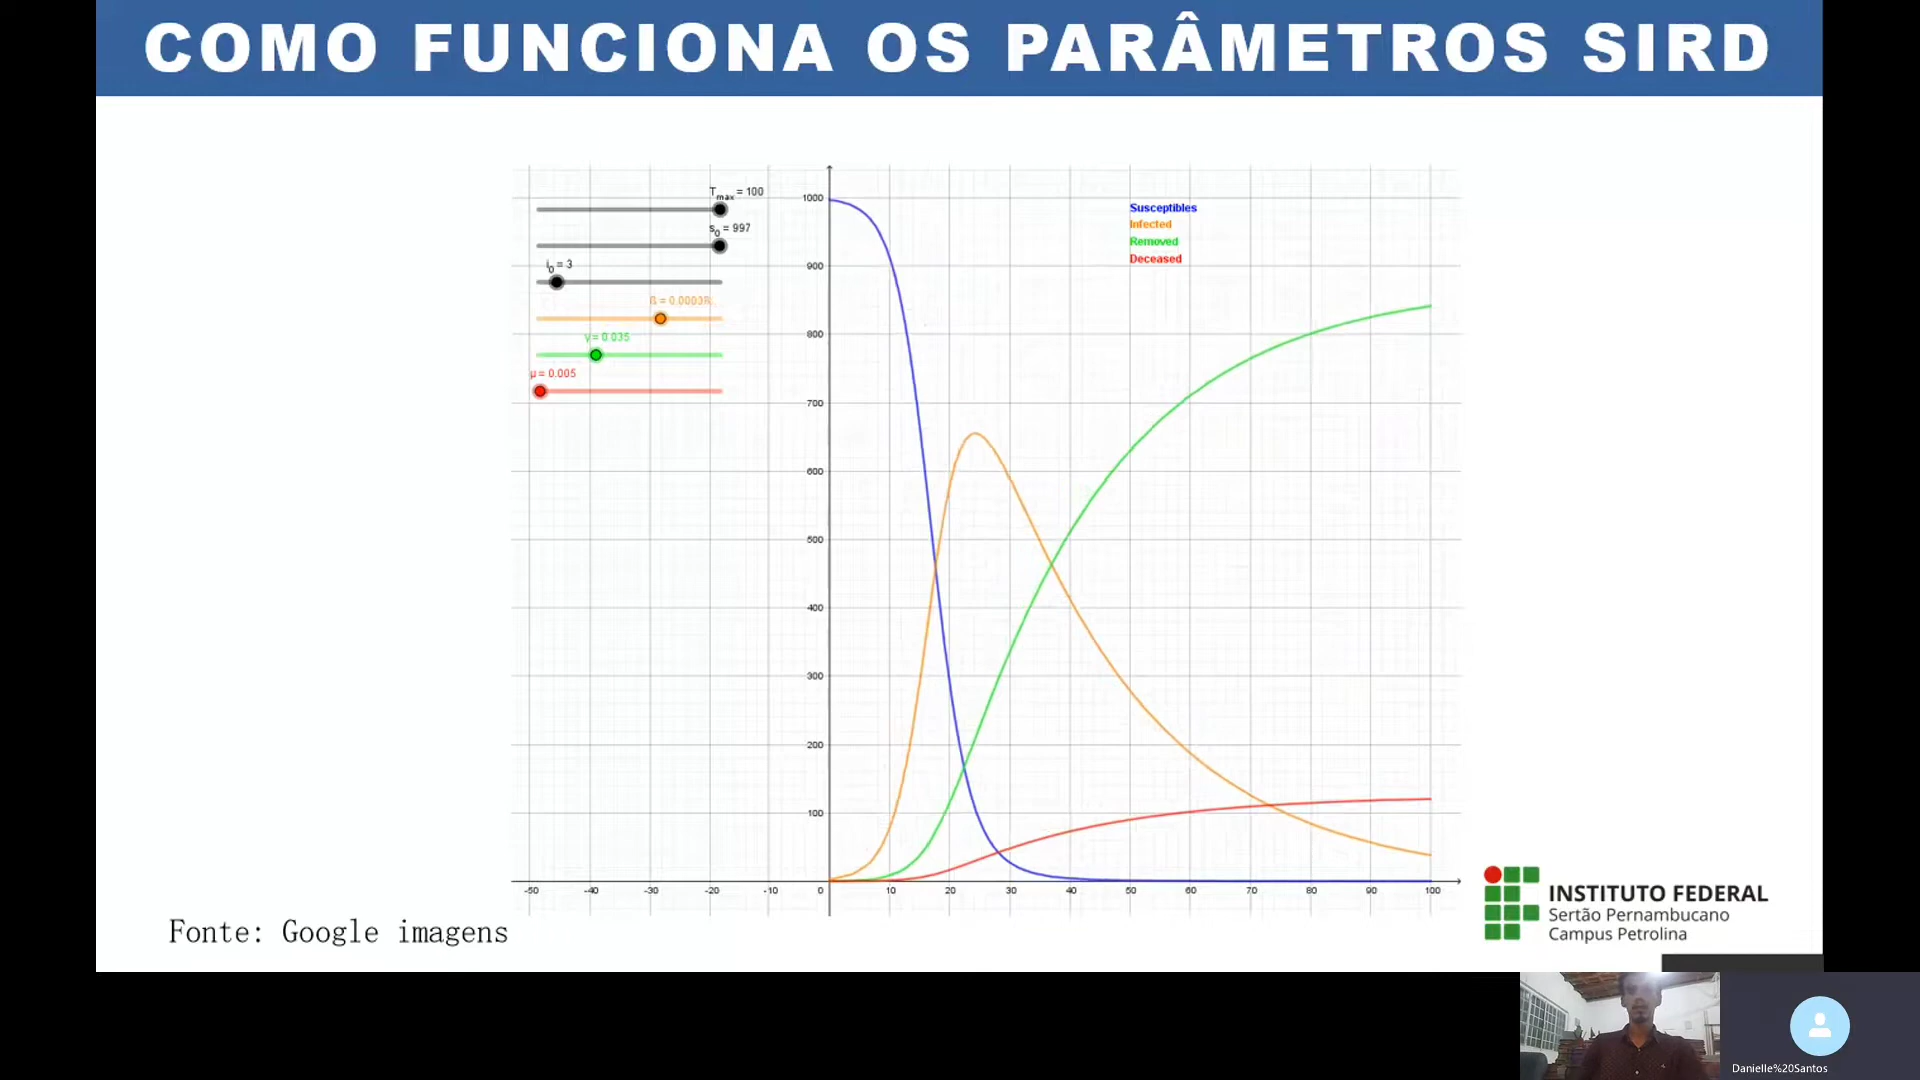 COMO FUNCIONA OS PARÂMETROS SIRD
Tmax = 100
s0 = 997
i0 = 3
γ = 0.035
μ = 0.005
Susceptibles
Infected
Removed
Deceased
1000
900
800
700
600
500
400
300
200
100
-50 -40 -30 -20 -10 0 10 20 30 40 50 60 70 80 90 100
Fonte: Google imagens
INSTITUTO FEDERAL
Sertão Pernambucano
Campus Petrolina
Danielle%20Santos